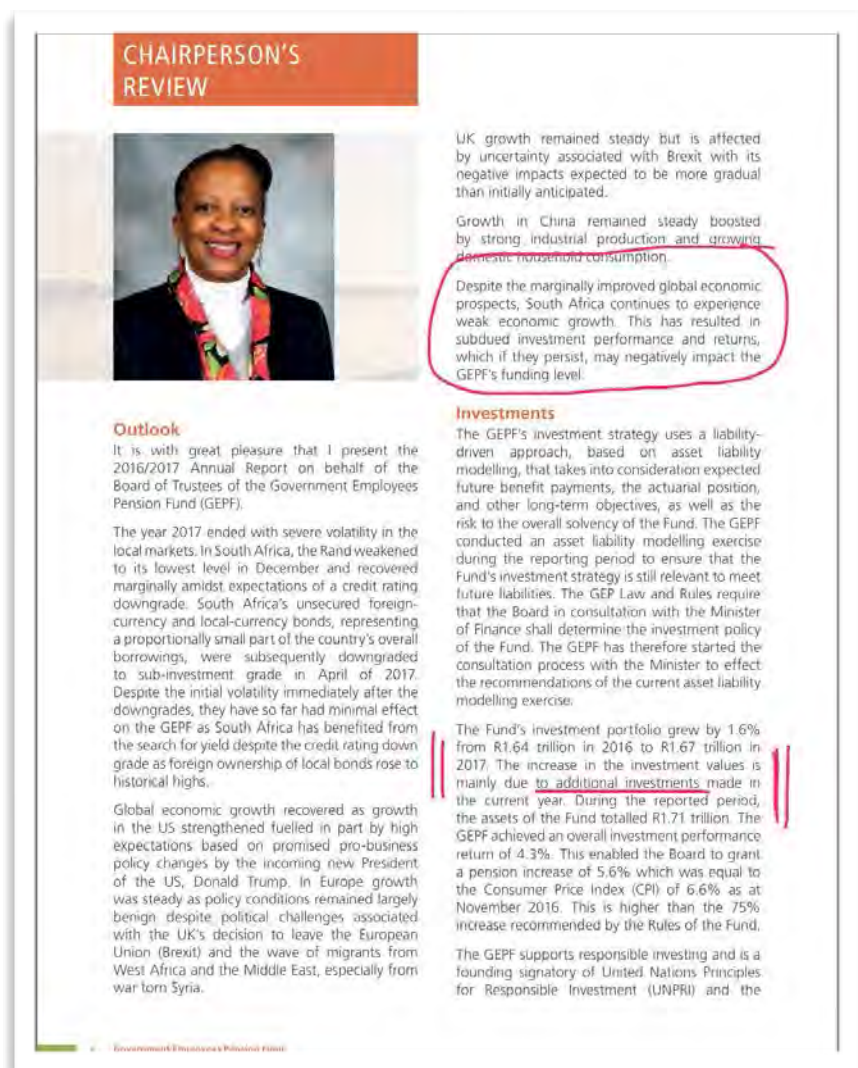 CHAIRPERSON'S
REVIEW
Outlook
It is with great pleasure that I present the
2016/2017 Annual Report on behalf of the
Board of Trustees of the Government Employees
Pension Fund (GEPF).
The year 2017 ended with severe volatility in the
local markets. In South Africa, the Rand weakened
to its lowest level in December and recovered
marginally amidst expectations of a credit rating
downgrade. South Africa's unsecured foreign-
currency and local-currency bonds, representing
a proportionally small part of the country's overall
borrowings, were subsequently downgraded
to sub-investment grade in April of 2017.
Despite the initial volatility immediately after the
downgrades, they have so far had minimal effect
on the GEPF as South Africa has benefited from
the search for yield despite the credit rating down
grade as foreign ownership of local bonds rose to
historical highs.
Global economic growth recovered as growth
in the US strengthened fuelled in part by high
expectations based on promised pro-business
policy changes by the incoming new President
of the US, Donald Trump. In Europe growth
was steady as policy conditions remained largely
benign despite political challenges associated
with the UK's decision to leave the European
Union (Brexit) and the wave of migrants from
West Africa and the Middle East, especially from
war torn Syria.
UK growth remained steady but is affected
by uncertainty associated with Brexit with its
negative impacts expected to be more gradual
than initially anticipated.
Growth in China remained steady boosted
by strong industrial production and growing
domestic household consumption.
Despite the marginally improved global economic
prospects, South Africa continues to experience
weak economic growth. This has resulted in
subdued investment performance and returns,
which if they persist, may negatively impact the
GEPF's funding level.
Investments
The GEPF's investment strategy uses a liability-
driven approach, based on asset liability
modelling, that takes into consideration expected
future benefit payments, the actuarial position,
and other long-term objectives, as well as the
risk to the overall solvency of the Fund. The GEPF
conducted an asset liability modelling exercise
during the reporting period to ensure that the
Fund's investment strategy is still relevant to meet
future liabilities. The GEP Law and Rules require
that the Board in consultation with the Minister
of Finance shall determine the investment policy
of the Fund. The GEPF has therefore started the
consultation process with the Minister to effect
the recommendations of the current asset liability
modelling exercise.
The Fund's investment portfolio grew by 1.6%
from R1.64 trillion in 2016 to R1.67 trillion in
2017. The increase in the investment values is
mainly due to additional investments made in
the current year. During the reported period,
the assets of the Fund totalled R1.71 trillion. The
GEPF achieved an overall investment performance
return of 4.3%. This enabled the Board to grant
a pension increase of 5.6% which was equal to
the Consumer Price Index (CPI) of 6.6% as at
November 2016. This is higher than the 75%
increase recommended by the Rules of the Fund.
The GEPF supports responsible investing and is a
founding signatory of United Nations Principles
for Responsible Investment (UNPRI) and the
Government Employees Pension Fund